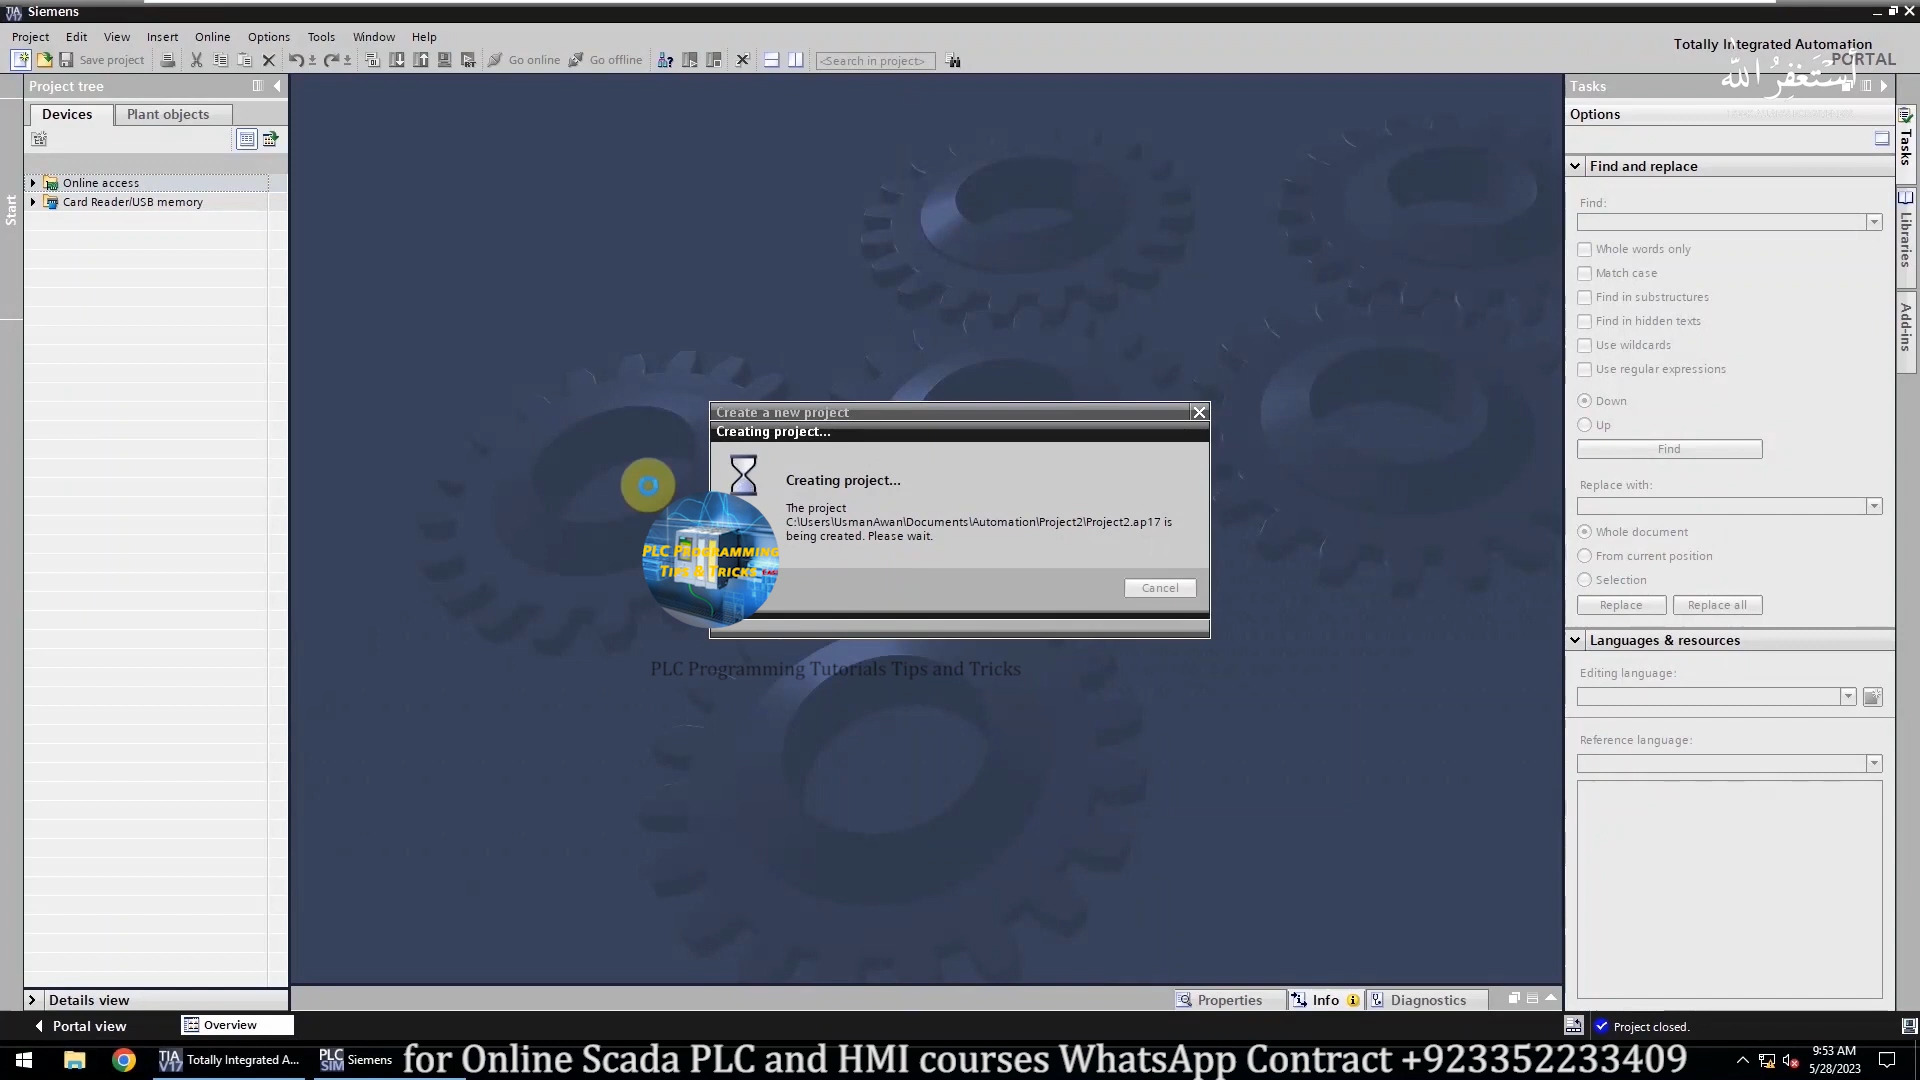 Siemens
Project Edit View Insert Online Options Tools Window Help
Totally Integrated Automation
PORTAL
Save project Go online Go offline <Search in project>
أستغفر الله
Project tree
Tasks
Devices Plant objects
Options
Start
Online access
Card Reader/USB memory
Find and replace
Find:
Whole words only
Match case
Find in substructures
Find in hidden texts
Use wildcards
Use regular expressions
Down
Up
Find
Replace with:
Whole document
From current position
Selection
Replace Replace all
Languages & resources
Editing language:
Reference language:
Tasks
Libraries
Add-ins
Create a new project
Creating project...
Creating project...
The project
C:\Users\UsmanAwan\Documents\Automation\Project2\Project2.ap17 is
being created. Please wait.
Cancel
PLC Programming
Tips & Tricks
PLC Programming Tutorials Tips and Tricks
Properties Info Diagnostics
Details view
Portal view Overview
Project closed.
TIA V17 Totally Integrated A...
PLC SIM Siemens
for Online Scada PLC and HMI courses WhatsApp Contract +923352233409
9:53 AM
5/28/2023